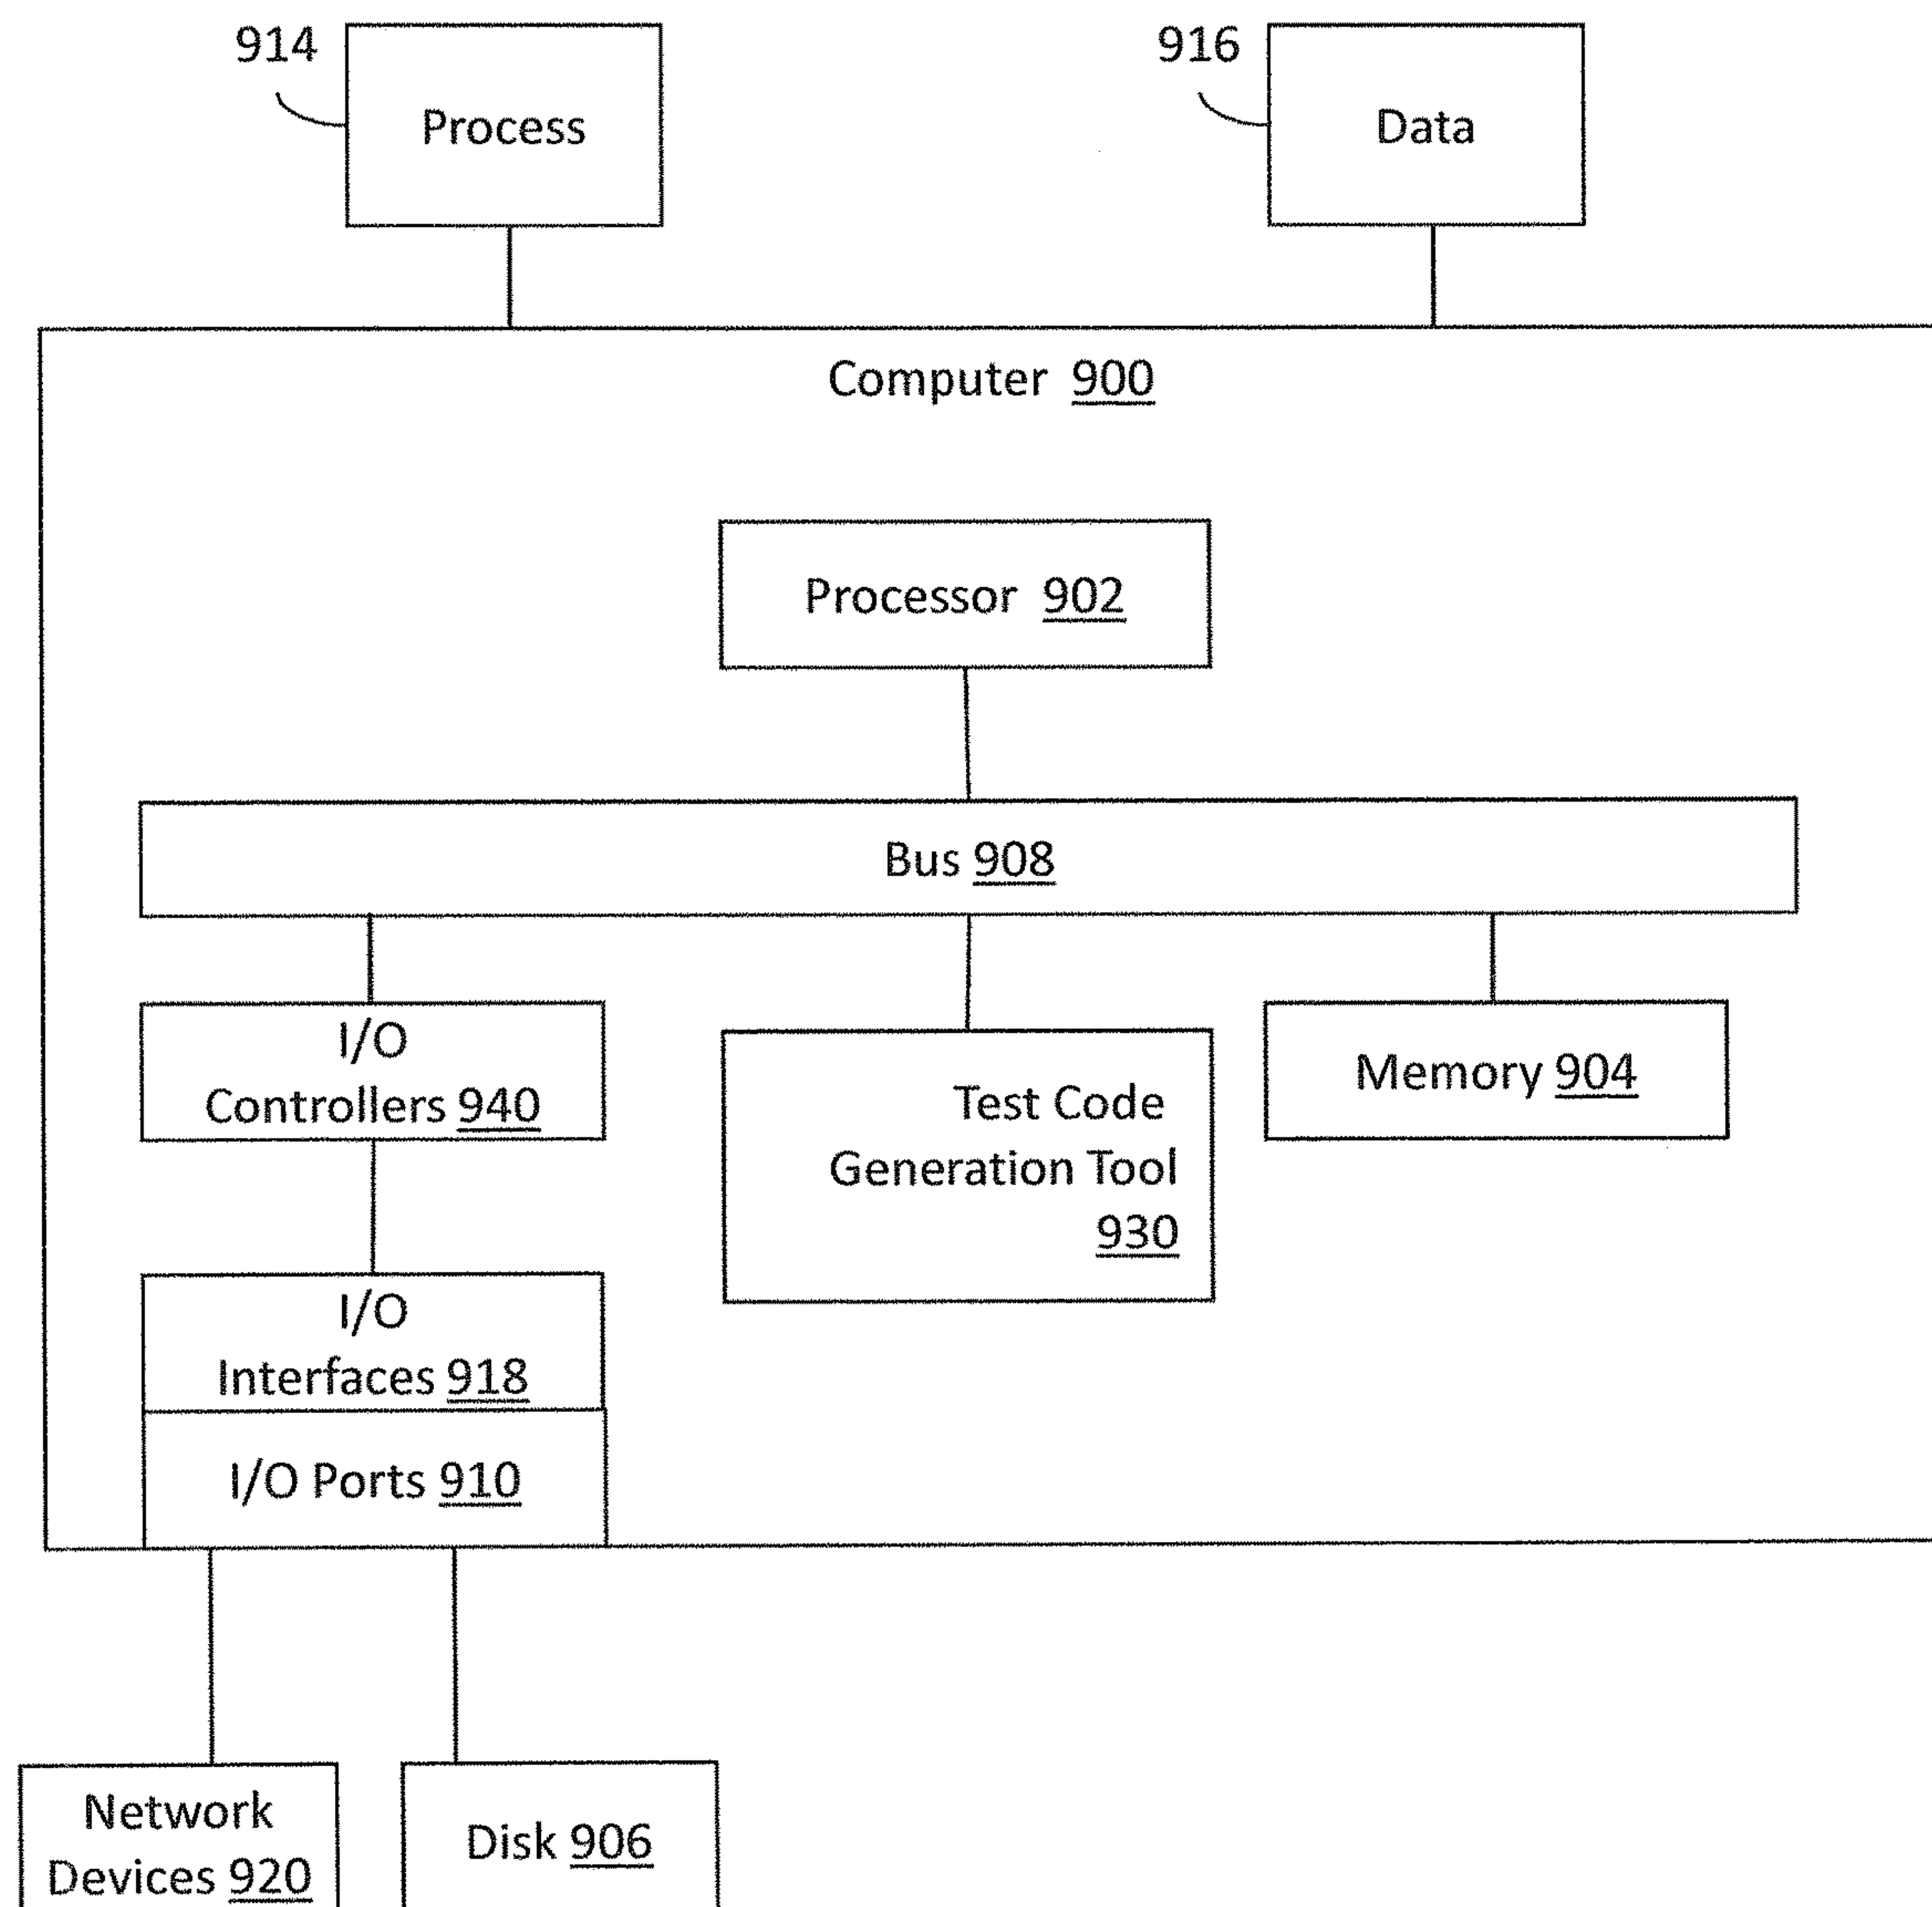 914
Process
916
Data
Computer 900
Processor 902
Bus 908
I/O
Controllers 940
Test Code
Generation Tool
930
Memory 904
I/O
Interfaces 918
I/O Ports 910
Network
Devices 920
Disk 906